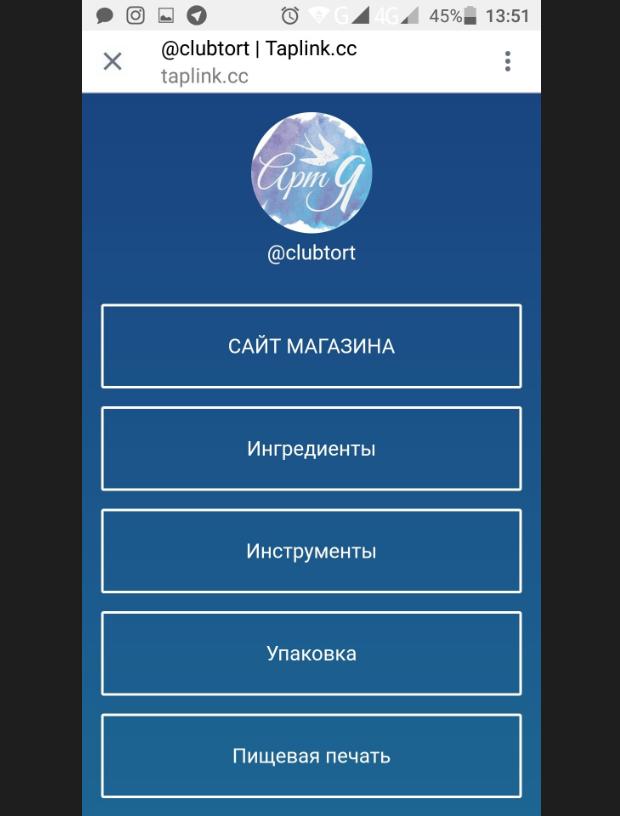 G 4G 45% 13:51
@clubtort | Taplink.cc
taplink.cc
Арт Я
@clubtort
САЙТ МАГАЗИНА
Ингредиенты
Инструменты
Упаковка
Пищевая печать